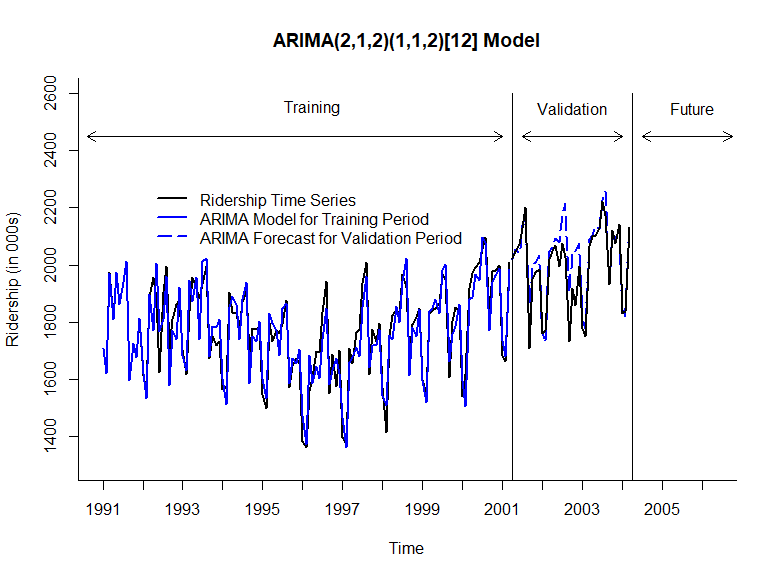 ARIMA(2,1,2)(1,1,2)[12] Model
Training
Validation
Future
Ridership Time Series
ARIMA Model for Training Period
ARIMA Forecast for Validation Period
Ridership (in 000s)
2600
2400
2200
2000
1800
1600
1400
1991 1993 1995 1997 1999 2001 2003 2005
Time